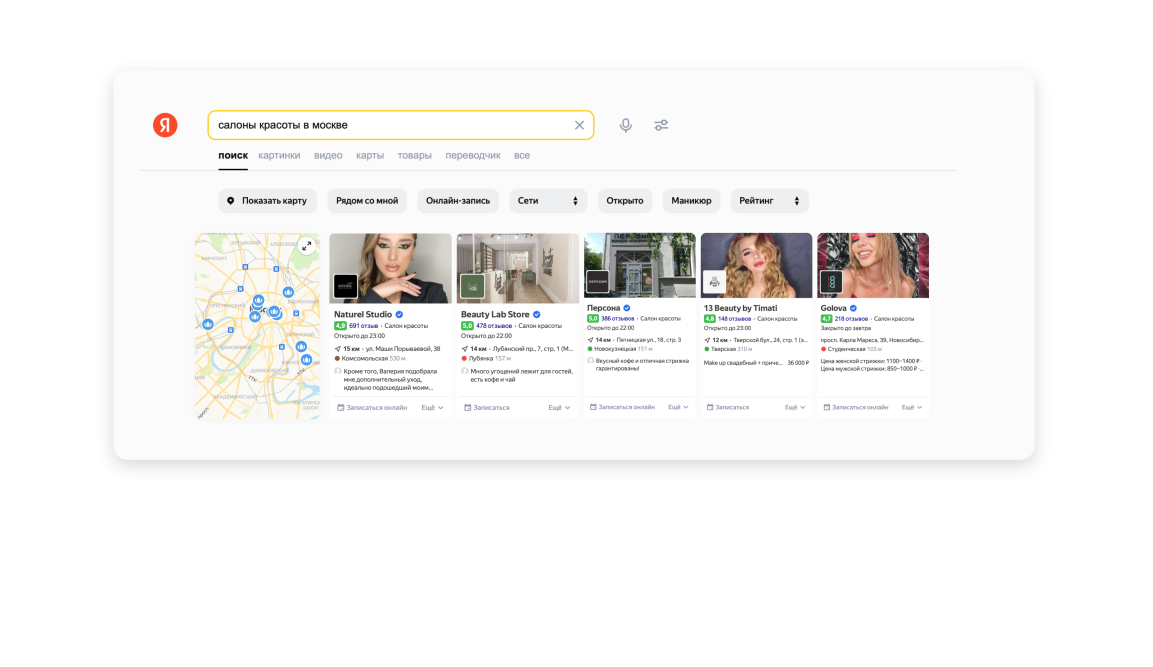 Я
салоны красоты в москве
поиск картинки видео карты товары переводчик все
Показать карту Рядом со мной Онлайн-запись Сети Открыто Маникюр Рейтинг
Naturel Studio
4,9 691 отзыв • Салон красоты
Открыто до 23:00
15 км • ул. Маши Порываевой, 38
Комсомольская 530 м
Кроме того, Валерия подобрала
мне дополнительный уход,
идеально подошедший моим...
Записаться онлайн Ещё
Beauty Lab Store
5,0 478 отзывов • Салон красоты
Открыто до 22:00
14 км • Лубянский пр., 7, стр. 1 (М...
Лубянка 157 м
Много угощений лежит для гостей,
есть кофе и чай
Записаться Ещё
Персона
5,0 386 отзывов • Салон красоты
Открыто до 22:00
14 км • Пятницкая ул., 18, стр. 3
Новокузнецкая 151 м
Вкусный кофе и отличная стрижка
гарантированы!
Записаться онлайн Ещё
13 Beauty by Timati
4,8 148 отзывов • Салон красоты
Открыто до 23:00
12 км • Тверской бул., 24, стр. 1 (э...
Тверская 310 м
Make up свадебный + приче... 36 000 ₽
Записаться Ещё
Golova
4,7 218 отзывов • Салон красоты
Закрыто до завтра
просп. Карла Маркса, 39, Новосибир...
Студенческая 103 м
Цена женской стрижки: 1100–1400 ₽ ·
Цена мужской стрижки: 850–1000 ₽ ·...
Записаться онлайн Ещё